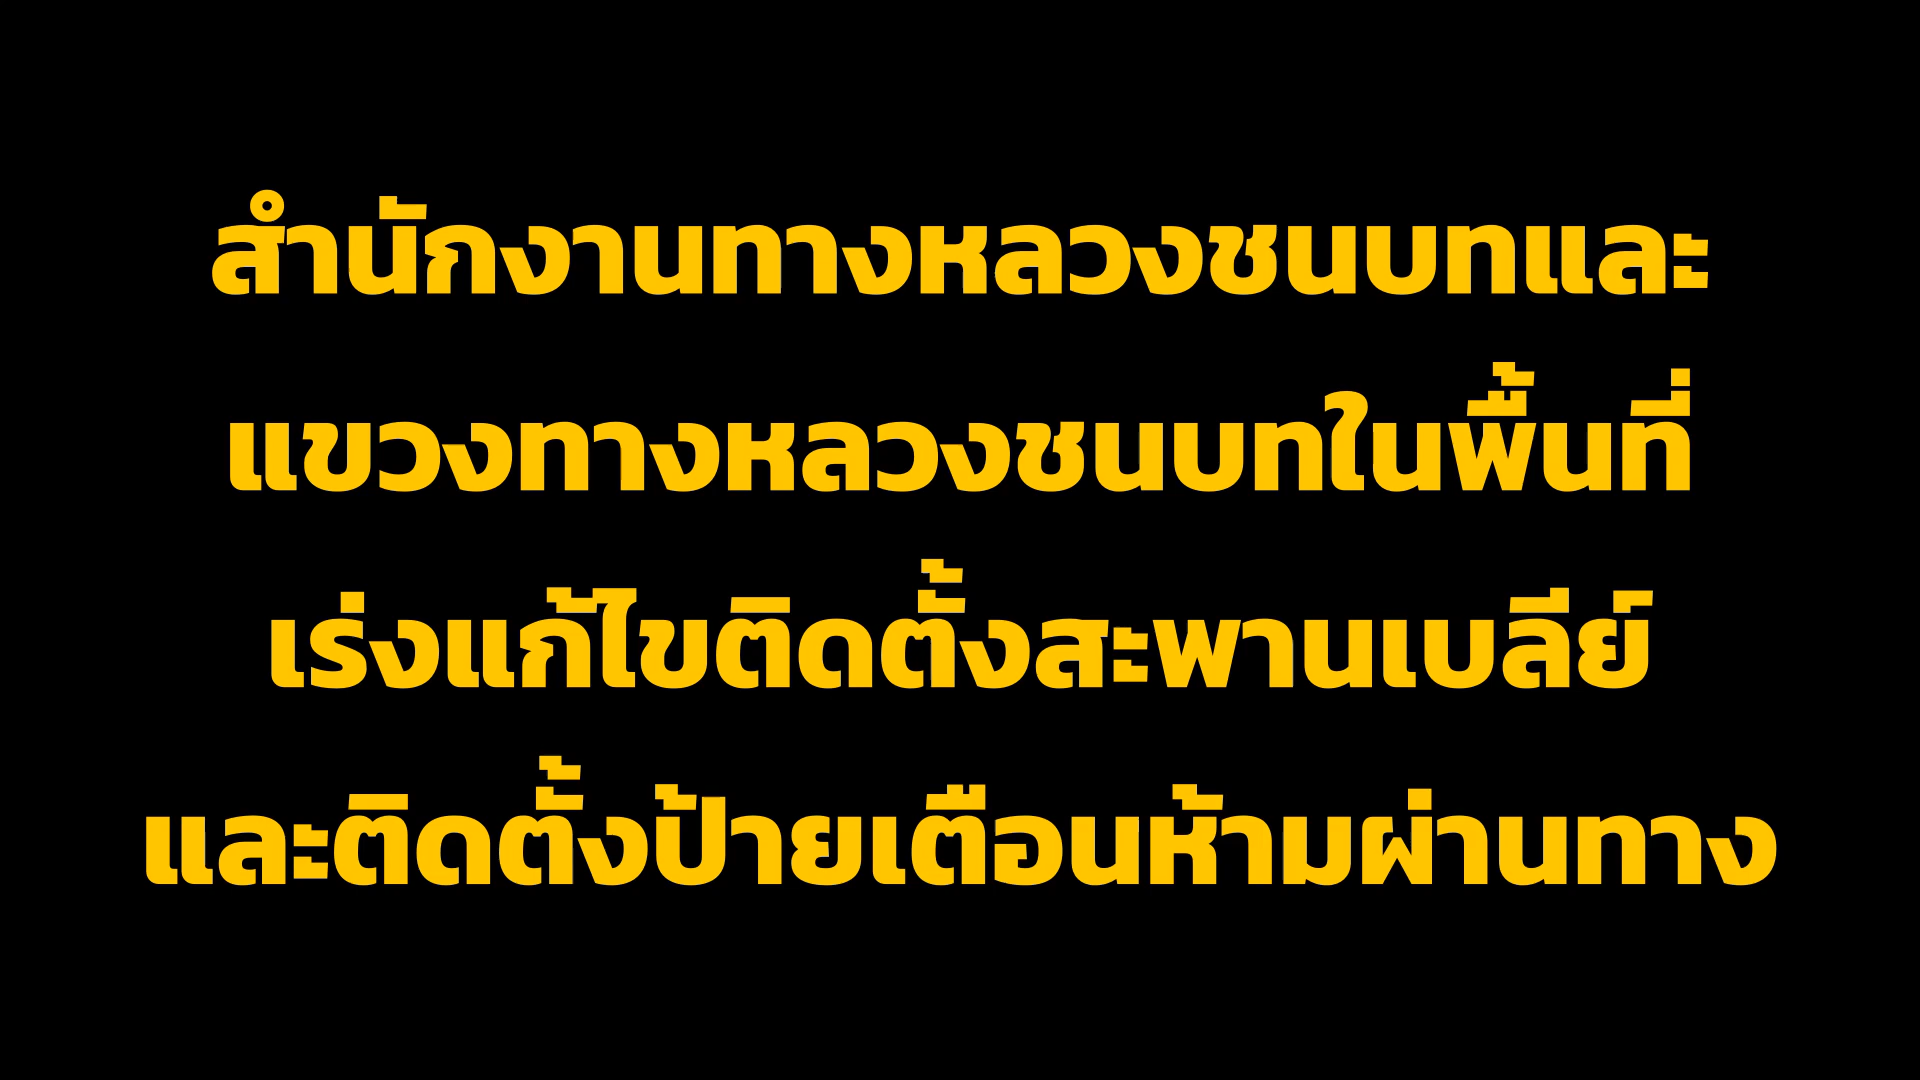 สำนักงานทางหลวงชนบทและ
แขวงทางหลวงชนบทในพื้นที่
เร่งแก้ไขติดตั้งสะพานเบลีย์
และติดตั้งป้ายเตือนห้ามผ่านทาง